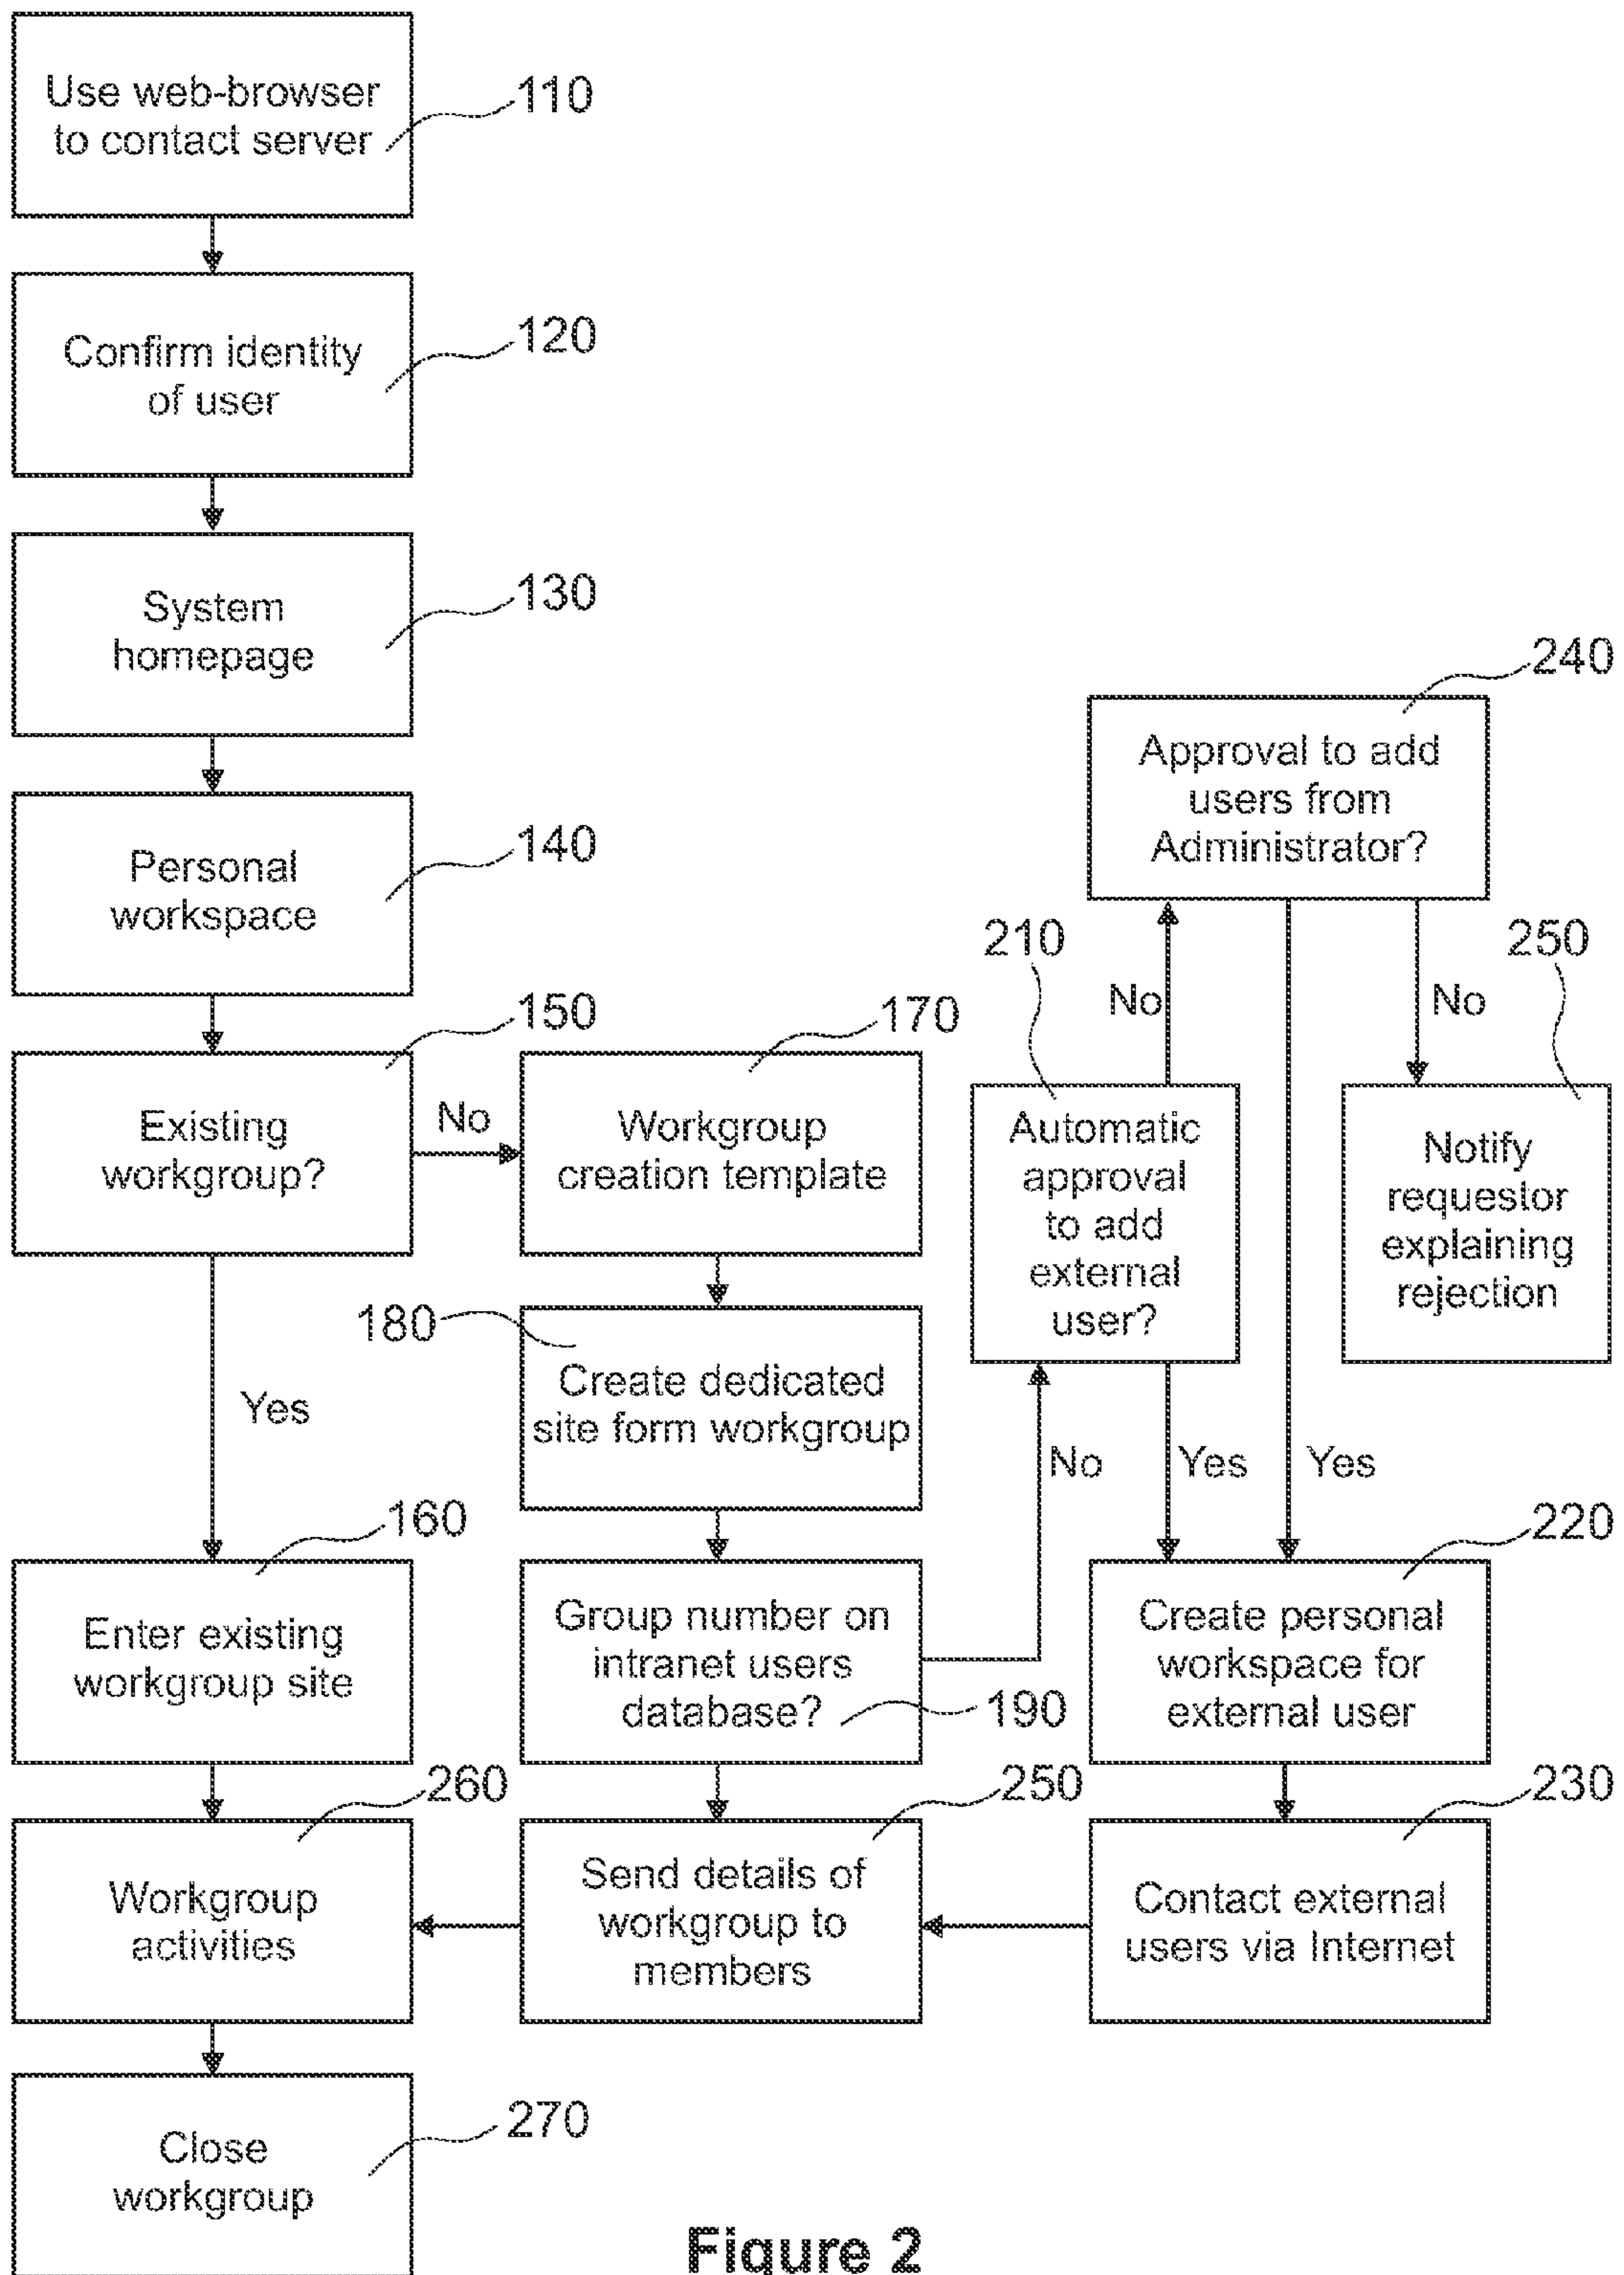 Use web-browser
to contact server
110
Confirm identity
of user
120
System
homepage
130
Personal
workspace
140
Existing
workgroup?
150
No
Workgroup
creation template
170
Yes
180
Create dedicated
site form workgroup
Group number on
intranet users
database?
190
No
Automatic
approval
to add
external
user?
210
No
Approval to add
users from
Administrator?
240
No
Notify
requestor
explaining
rejection
250
Yes
Yes
Create personal
workspace for
external user
220
Contact external
users via Internet
230
Send details of
workgroup to
members
250
Enter existing
workgroup site
160
Workgroup
activities
260
Close
workgroup
270
Figure 2